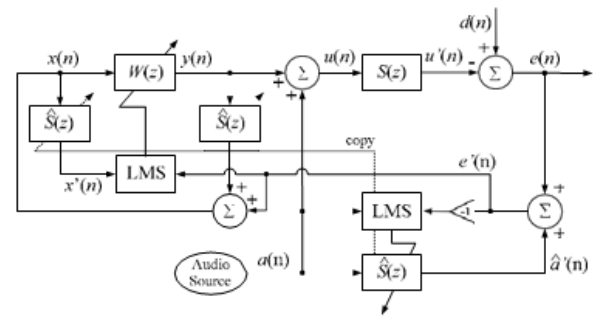 d(n)
x(n)
W(z)
y(n)
Σ
u(n)
S(z)
u'(n)
Σ
e(n)
+
-
+
+
Ŝ(z)
Ŝ(z)
copy
x'(n)
LMS
e'(n)
+
+
Σ
LMS
-1
+
Σ
+
Audio
Source
a(n)
Ŝ(z)
â'(n)